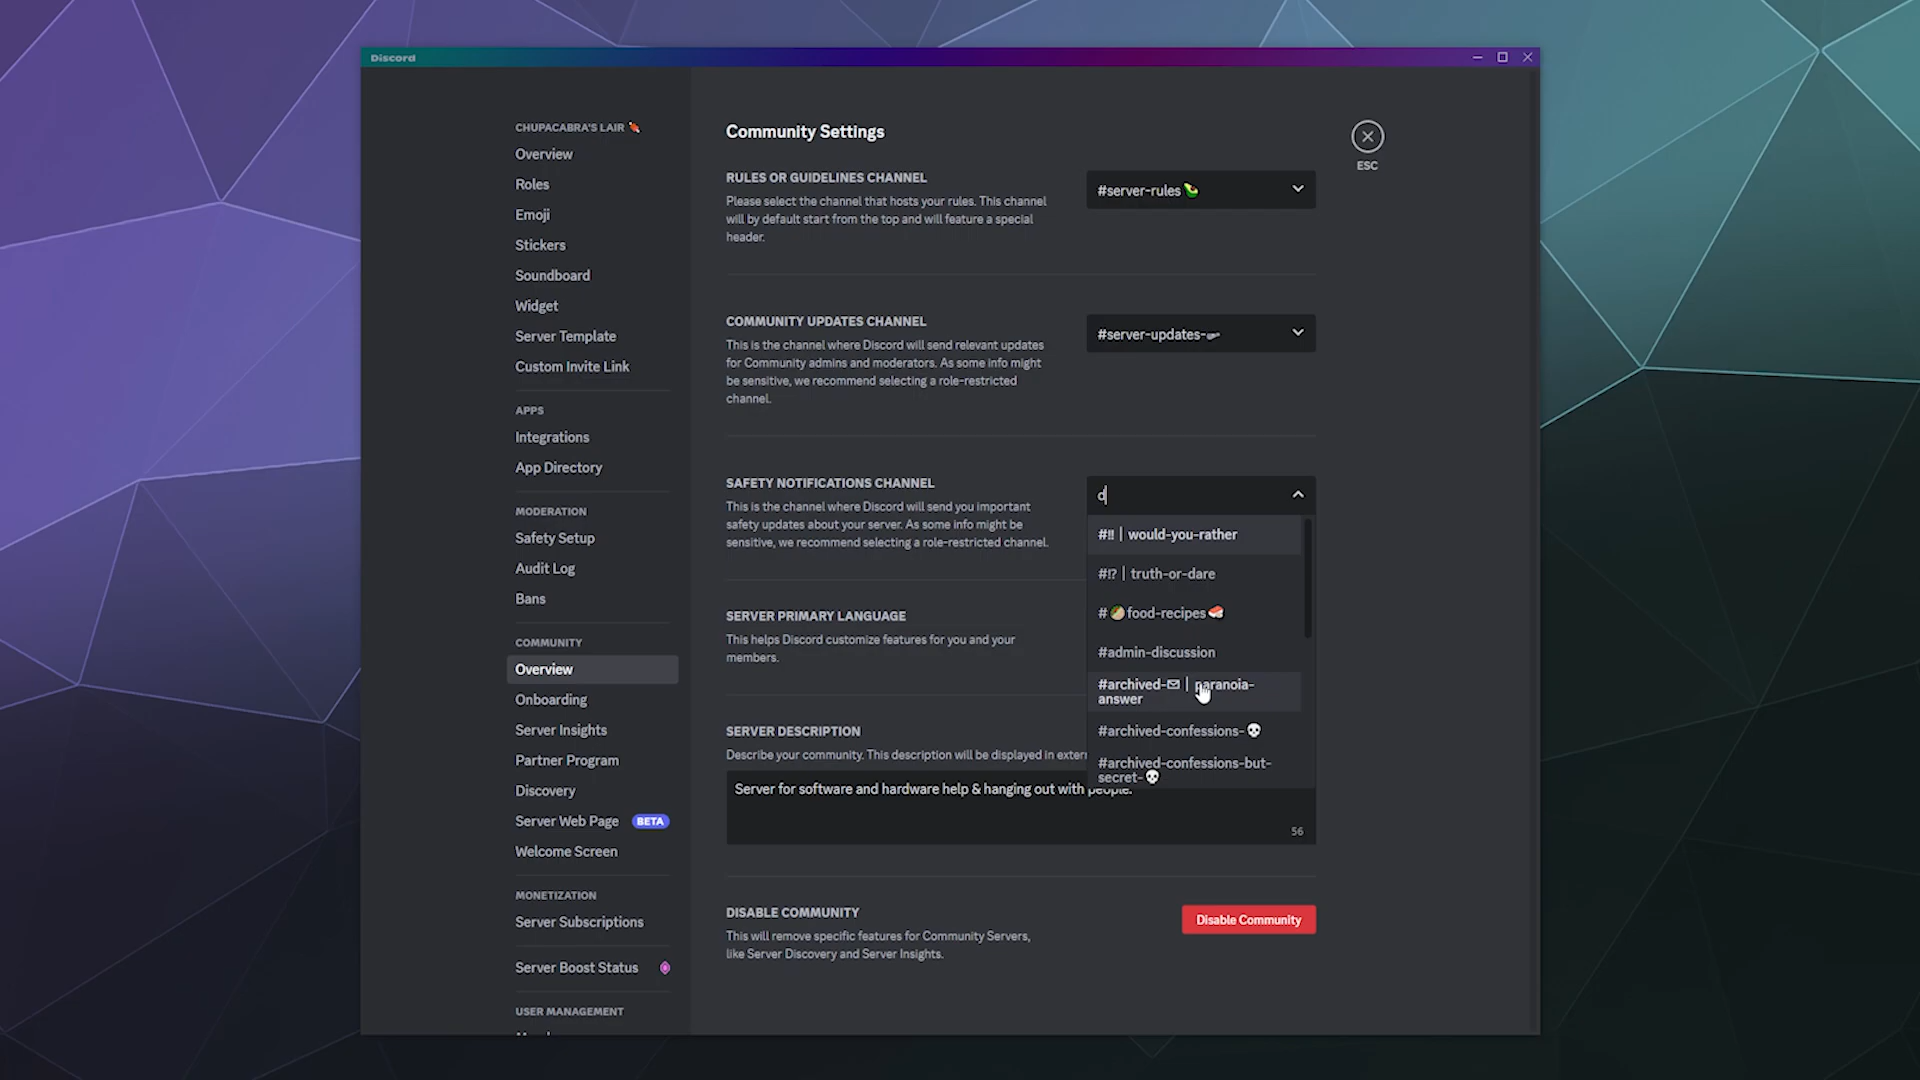 Discord
CHUPACABRA'S LAIR
Overview
Roles
Emoji
Stickers
Soundboard
Widget
Server Template
Custom Invite Link
APPS
Integrations
App Directory
MODERATION
Safety Setup
Audit Log
Bans
COMMUNITY
Overview
Onboarding
Server Insights
Partner Program
Discovery
Server Web Page BETA
Welcome Screen
MONETIZATION
Server Subscriptions
Server Boost Status
USER MANAGEMENT
Community Settings
ESC
RULES OR GUIDELINES CHANNEL
Please select the channel that hosts your rules. This channel
will by default start from the top and will feature a special
header.
#server-rules🥑
COMMUNITY UPDATES CHANNEL
This is the channel where Discord will send relevant updates
for Community admins and moderators. As some info might
be sensitive, we recommend selecting a role-restricted
channel.
#server-updates-
SAFETY NOTIFICATIONS CHANNEL
This is the channel where Discord will send you important
safety updates about your server. As some info might be
sensitive, we recommend selecting a role-restricted channel.
d
#‼ | would-you-rather
#⁉ | truth-or-dare
#🥙food-recipes🍣
#admin-discussion
#archived-✉ | paranoia-
answer
#archived-confessions-💀
#archived-confessions-but-
secret-💀
SERVER PRIMARY LANGUAGE
This helps Discord customize features for you and your
members.
SERVER DESCRIPTION
Describe your community. This description will be displayed in exter
Server for software and hardware help & hanging out with people.
56
DISABLE COMMUNITY
This will remove specific features for Community Servers,
like Server Discovery and Server Insights.
Disable Community